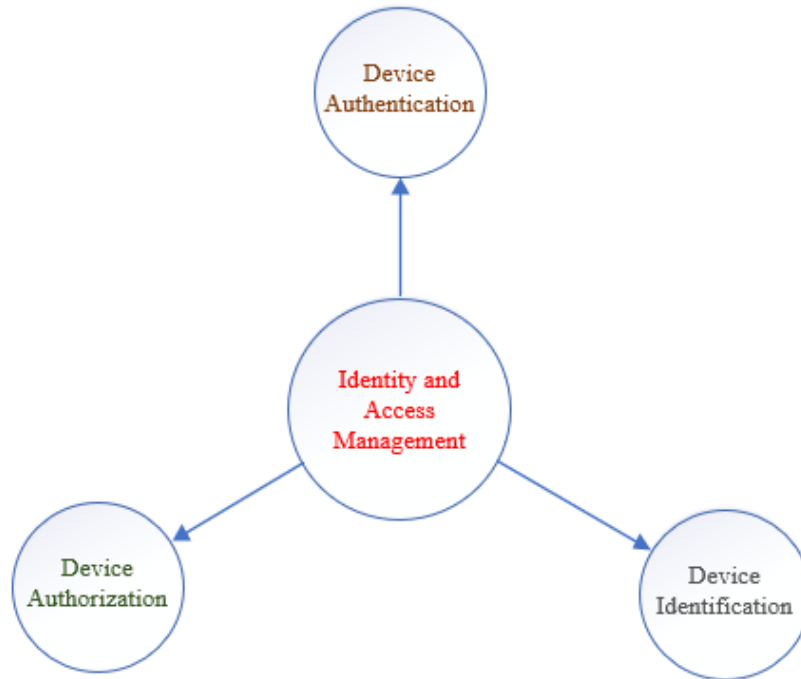 Device
Authentication
Identity and
Access
Management
Device
Authorization
Device
Identification